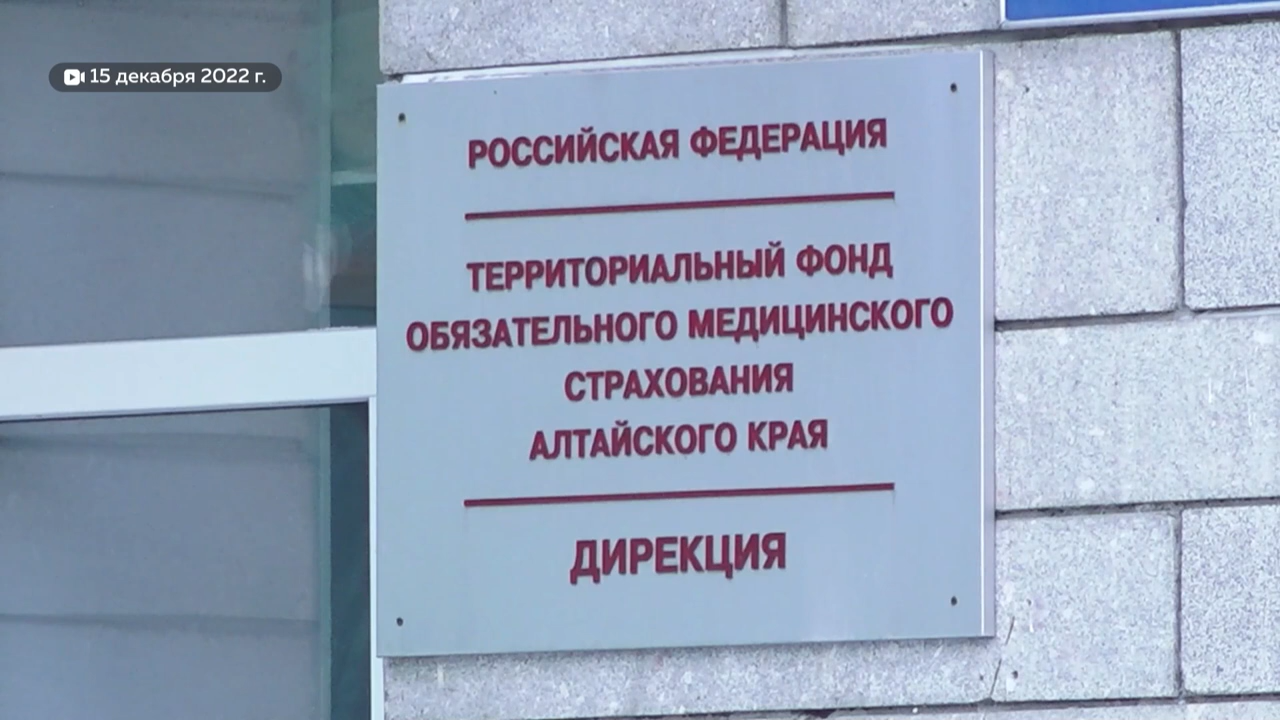 15 декабря 2022 г.
РОССИЙСКАЯ ФЕДЕРАЦИЯ
ТЕРРИТОРИАЛЬНЫЙ ФОНД
ОБЯЗАТЕЛЬНОГО МЕДИЦИНСКОГО
СТРАХОВАНИЯ
АЛТАЙСКОГО КРАЯ
ДИРЕКЦИЯ